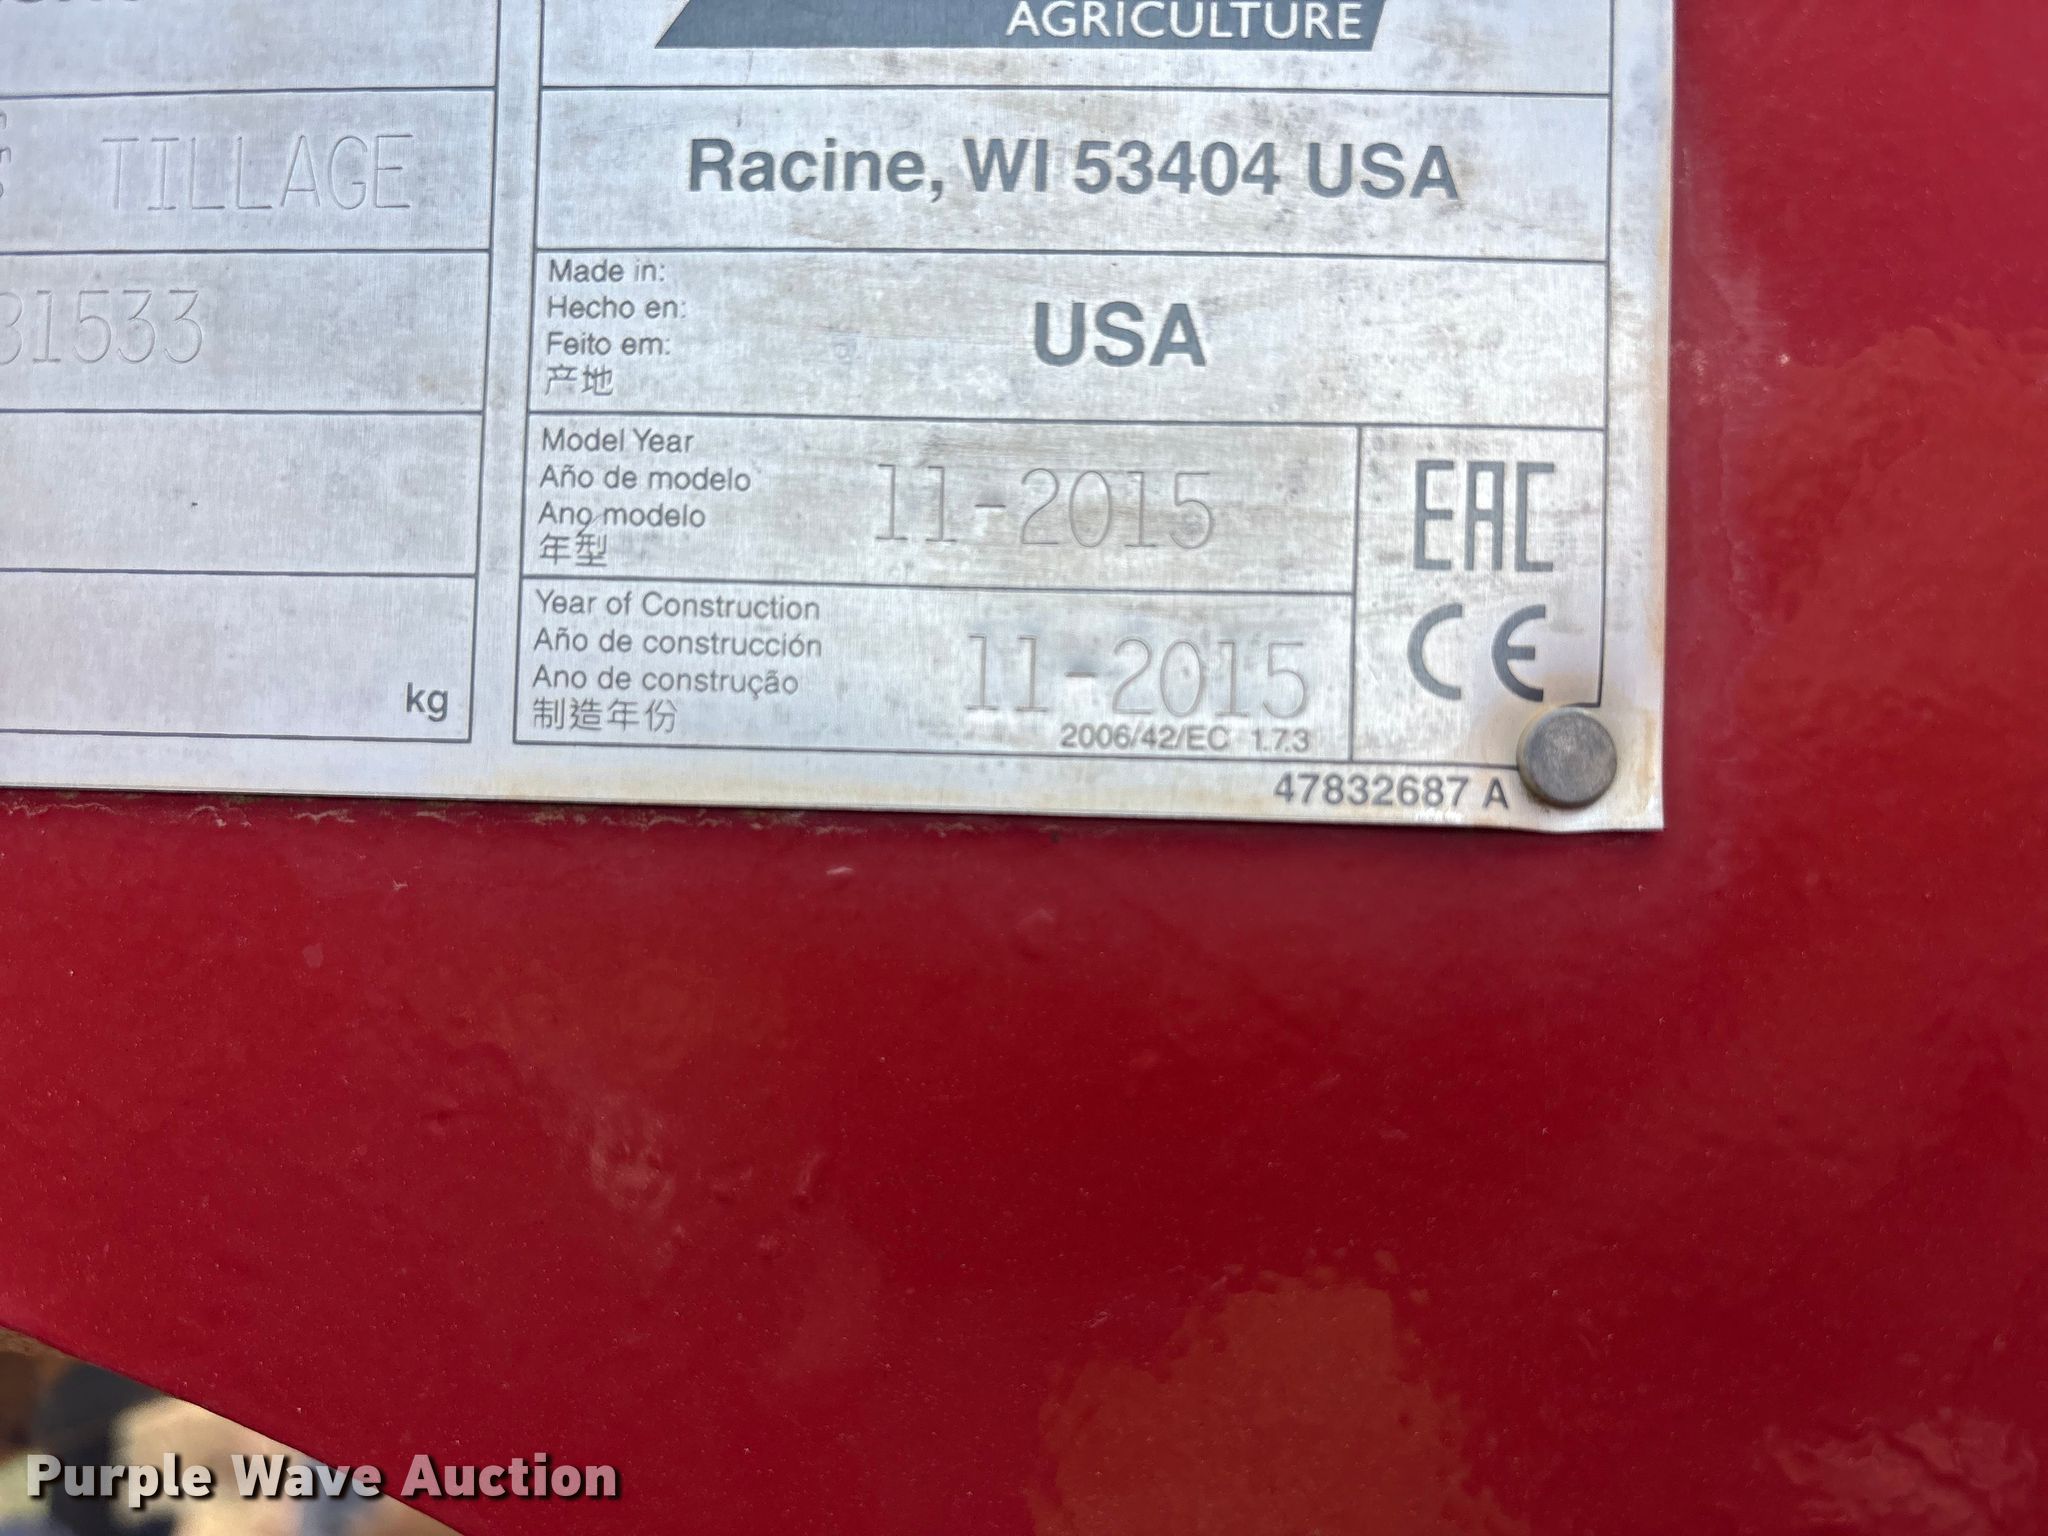 AGRICULTURE
TILLAGE
Racine, WI 53404 USA
31533
Made in:
Hecho en:
Feito em:
产地
USA
Model Year
Año de modelo
Ano modelo
年型
11-2015
EAC
kg
Year of Construction
Año de construcción
Ano de construção
制造年份
11-2015
2006/42/EC 1.7.3
CE
47832687 A
Purple Wave Auction